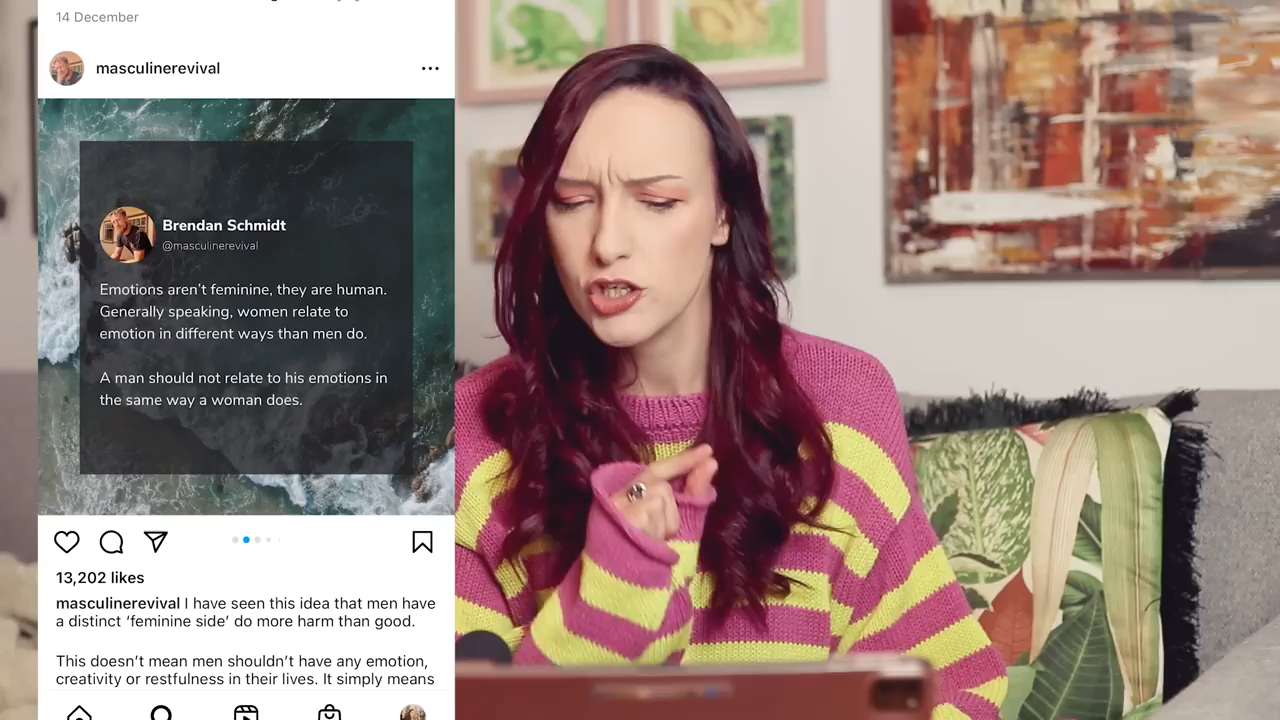 14 December
masculinerevival
Brendan Schmidt
@masculinerevival
Emotions aren’t feminine, they are human.
Generally speaking, women relate to
emotion in different ways than men do.
A man should not relate to his emotions in
the same way a woman does.
13,202 likes
masculinerevival I have seen this idea that men have
a distinct ‘feminine side’ do more harm than good.
This doesn’t mean men shouldn’t have any emotion,
creativity or restfulness in their lives. It simply means